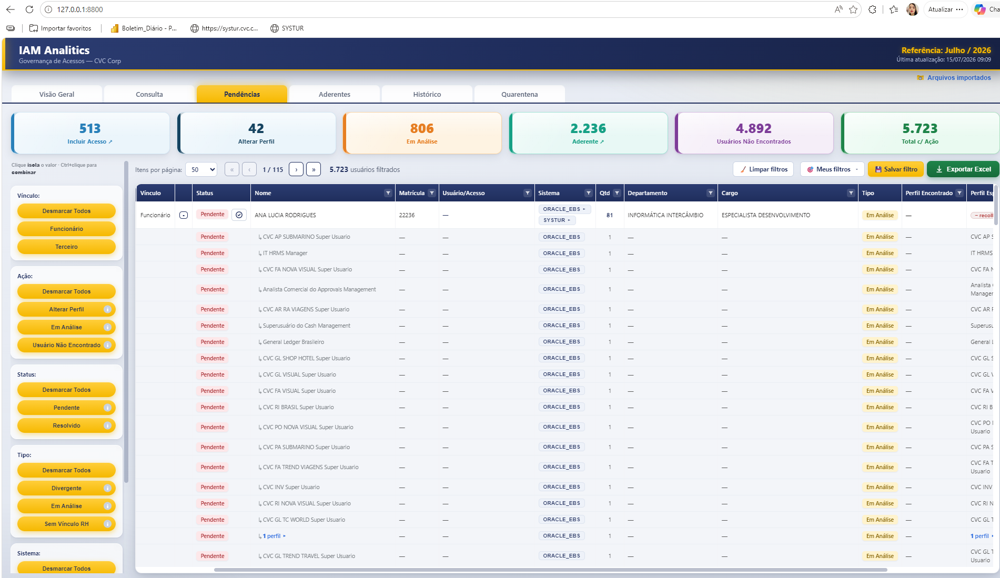 127.0.0.1:8800
Atualizar
Cha
Importar favoritos
Boletim_Diário - P...
https://systur.cvc.c...
SYSTUR
IAM Analitics
Governança de Acessos — CVC Corp
Referência: Julho / 2026
Última atualização: 15/07/2026 09:09
Arquivos importados
Visão Geral
Consulta
Pendências
Aderentes
Histórico
Quarentena
513
Incluir Acesso ↗
42
Alterar Perfil
806
Em Análise
2.236
Aderente ↗
4.892
Usuários Não Encontrados
5.723
Total c/ Ação
Clique isola o valor · Ctrl+clique para
combinar
Vínculo:
Desmarcar Todos
Funcionário
Terceiro
Ação:
Desmarcar Todos
Alterar Perfil i
Em Análise i
Usuário Não Encontrado i
Status:
Desmarcar Todos
Pendente i
Resolvido i
Tipo:
Desmarcar Todos
Divergente i
Em Análise i
Sem Vínculo RH i
Sistema:
Desmarcar Todos
Itens por página: 50 « ‹ 1 / 115 › » 5.723 usuários filtrados
Limpar filtros
Meus filtros
Salvar filtro
Exportar Excel
Vínculo Status Nome Matrícula Usuário/Acesso Sistema Qtd Departamento Cargo Tipo Perfil Encontrado Perfil Es
Funcionário - Pendente ANA LUCIA RODRIGUES 22236 — ORACLE_EBS ▸ SYSTUR ▸ 81 INFORMÁTICA INTERCÂMBIO ESPECIALISTA DESENVOLVIMENTO Em Análise — − recoll
Pendente ↳ CVC AP SUBMARINO Super Usuario — — ORACLE_EBS 1 — — Em Análise — CVC AP S
Pendente ↳ IT HRMS Manager — — ORACLE_EBS 1 — — Em Análise — IT HRMS
Pendente ↳ CVC FA NOVA VISUAL Super Usuario — — ORACLE_EBS 1 — — Em Análise — CVC FA N
Pendente ↳ Analista Comercial do Approvals Management — — ORACLE_EBS 1 — — Em Análise — Analista Manager
Pendente ↳ CVC AR RA VIAGENS Super Usuario — — ORACLE_EBS 1 — — Em Análise — CVC AR R
Pendente ↳ Superusuário do Cash Management — — ORACLE_EBS 1 — — Em Análise — Superusu
Pendente ↳ General Ledger Brasileiro — — ORACLE_EBS 1 — — Em Análise — General L
Pendente ↳ CVC GL SHOP HOTEL Super Usuario — — ORACLE_EBS 1 — — Em Análise — CVC GL S
Pendente ↳ CVC GL VISUAL Super Usuario — — ORACLE_EBS 1 — — Em Análise — CVC GL V
Pendente ↳ CVC FA VISUAL Super Usuario — — ORACLE_EBS 1 — — Em Análise — CVC FA V
Pendente ↳ CVC RI BRASIL Super Usuario — — ORACLE_EBS 1 — — Em Análise — CVC RI B
Pendente ↳ CVC PO NOVA VISUAL Super Usuario — — ORACLE_EBS 1 — — Em Análise — CVC PO Usuario
Pendente ↳ CVC PA SUBMARINO Super Usuario — — ORACLE_EBS 1 — — Em Análise — CVC PA S
Pendente ↳ CVC FA TREND VIAGENS Super Usuario — — ORACLE_EBS 1 — — Em Análise — CVC FA T Usuario
Pendente ↳ CVC INV Super Usuario — — ORACLE_EBS 1 — — Em Análise — CVC INV
Pendente ↳ CVC RI NOVA VISUAL Super Usuario — — ORACLE_EBS 1 — — Em Análise — CVC RI N
Pendente ↳ CVC GL TC WORLD Super Usuario — — ORACLE_EBS 1 — — Em Análise — CVC GL T
Pendente ↳ 1 perfil ▸ — — ORACLE_EBS 1 — — Em Análise — 1 perfil ▸
Pendente ↳ CVC GL TREND TRAVEL Super Usuario — — ORACLE_EBS 1 — — Em Análise — CVC GL T Usuario